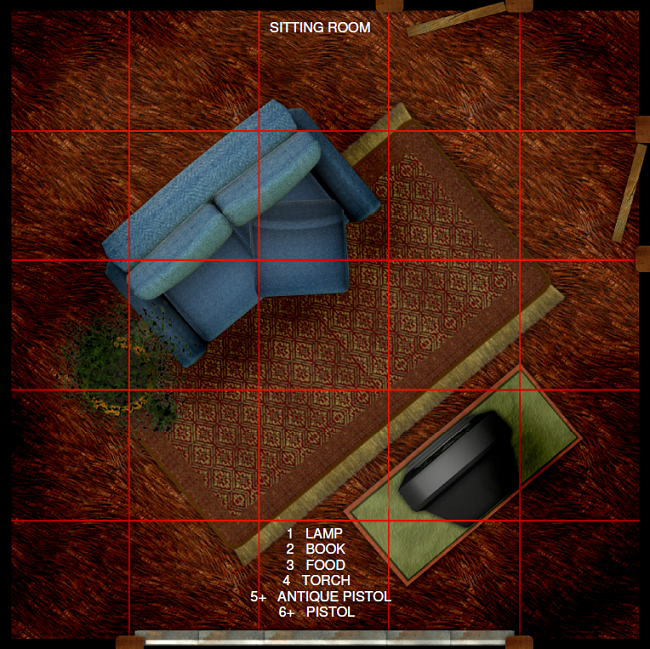 SITTING ROOM
1 LAMP
2 BOOK
3 FOOD
4 TORCH
5+ ANTIQUE PISTOL
6+ PISTOL